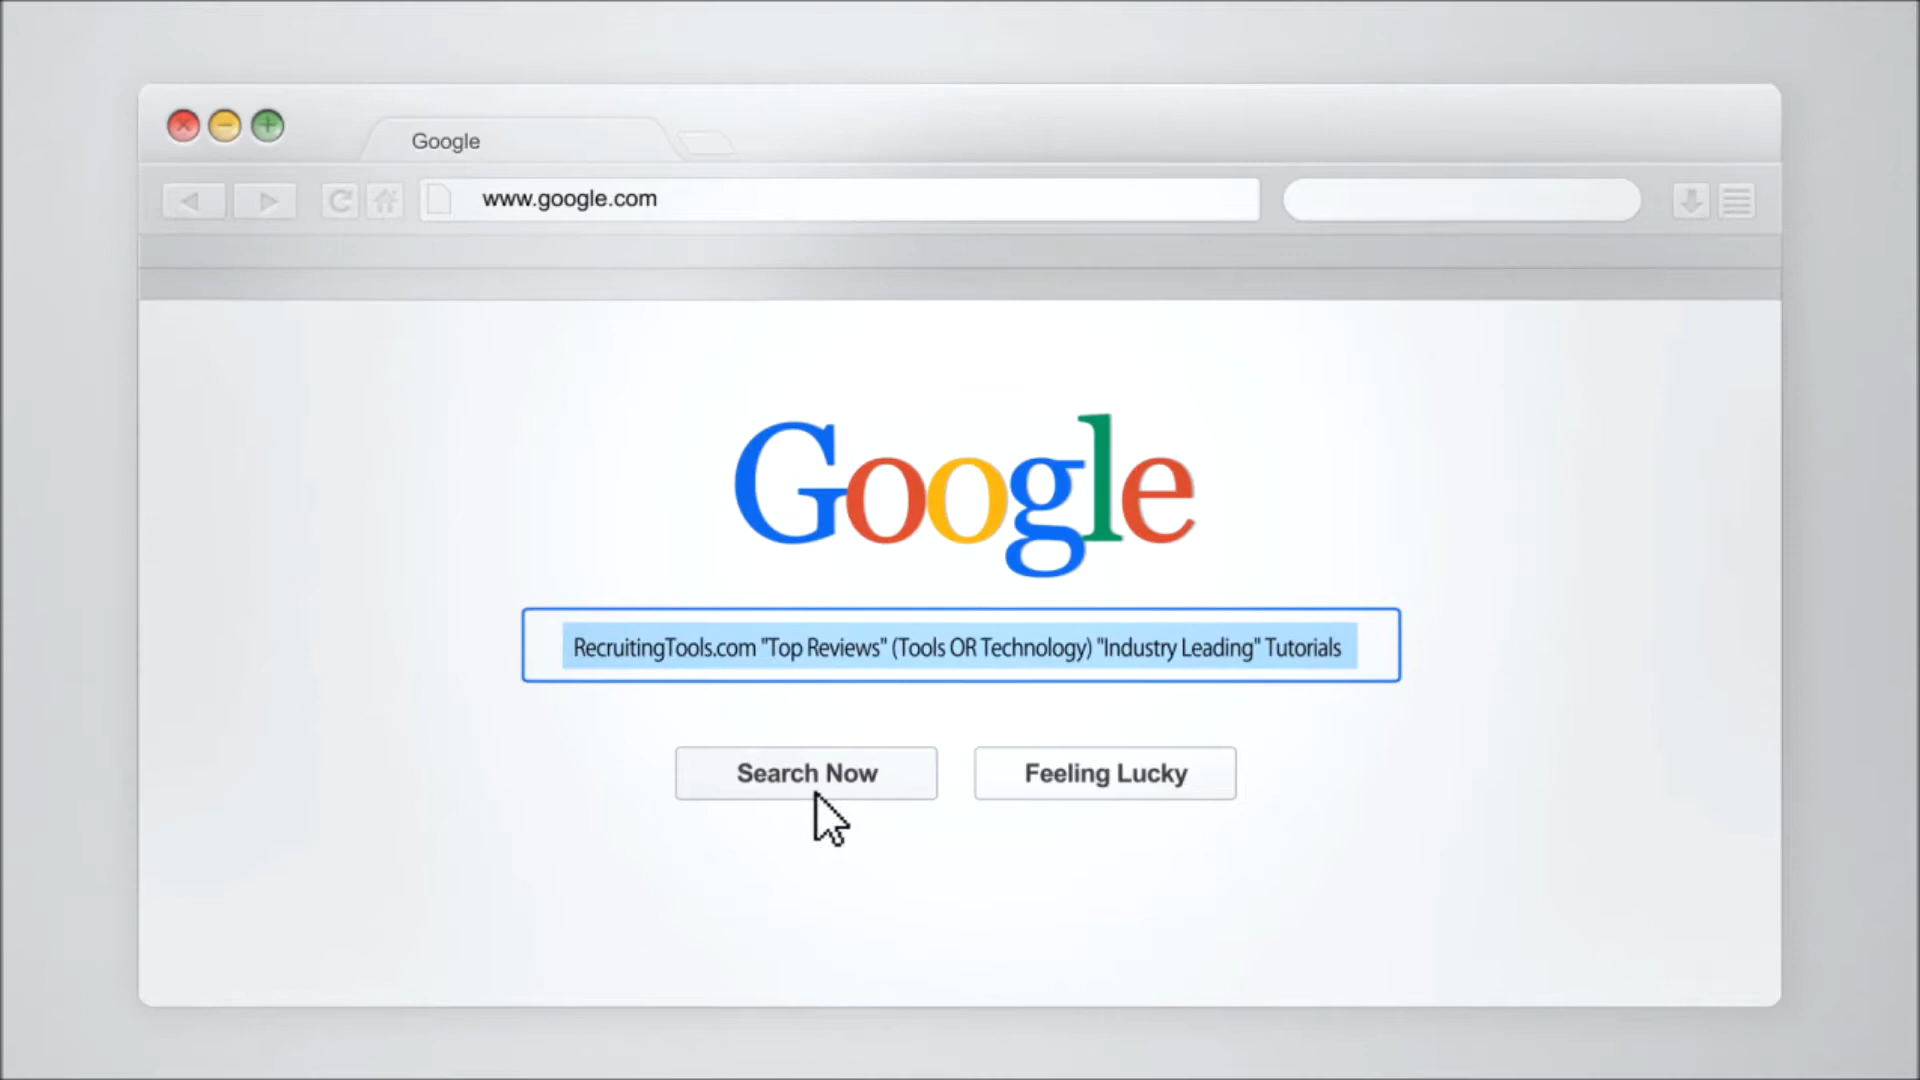 Google
www.google.com
Google
RecruitingTools.com "Top Reviews" (Tools OR Technology) "Industry Leading" Tutorials
Search Now
Feeling Lucky